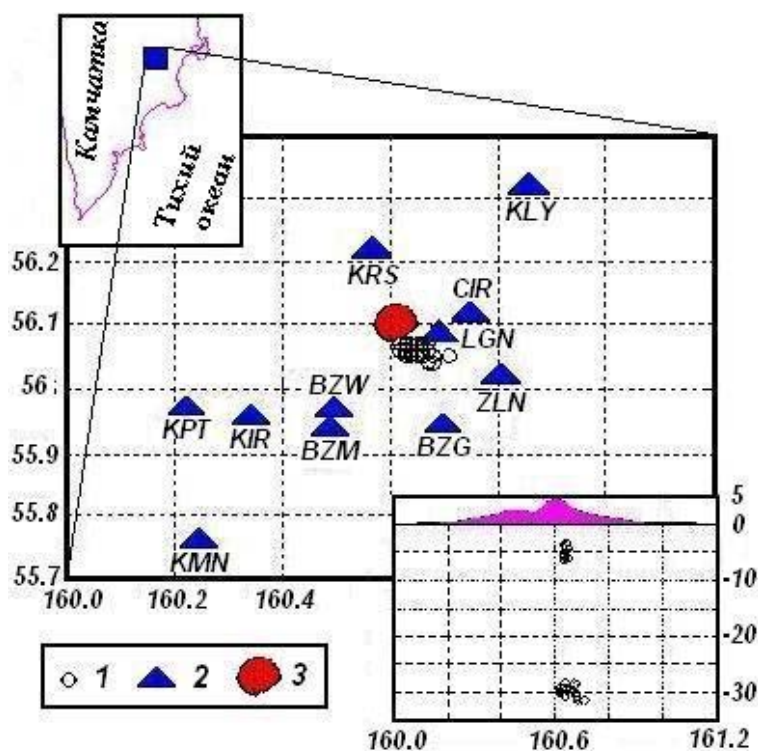 Камчатка
Тихий
океан
KLY
56.2
KRS
CIR
56.1
LGN
56.
BZW
ZLN
KPT
KIR
BZM
BZG
55.9
5
0
55.8
KMN
-10
55.7
160.0
160.2
160.4
-20
1
2
3
-30
160.0
160.6
161.2